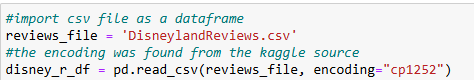 #import csv file as a dataframe
reviews_file = 'DisneylandReviews.csv'
#the encoding was found from the kaggle source
disney_r_df = pd.read_csv(reviews_file, encoding="cp1252")